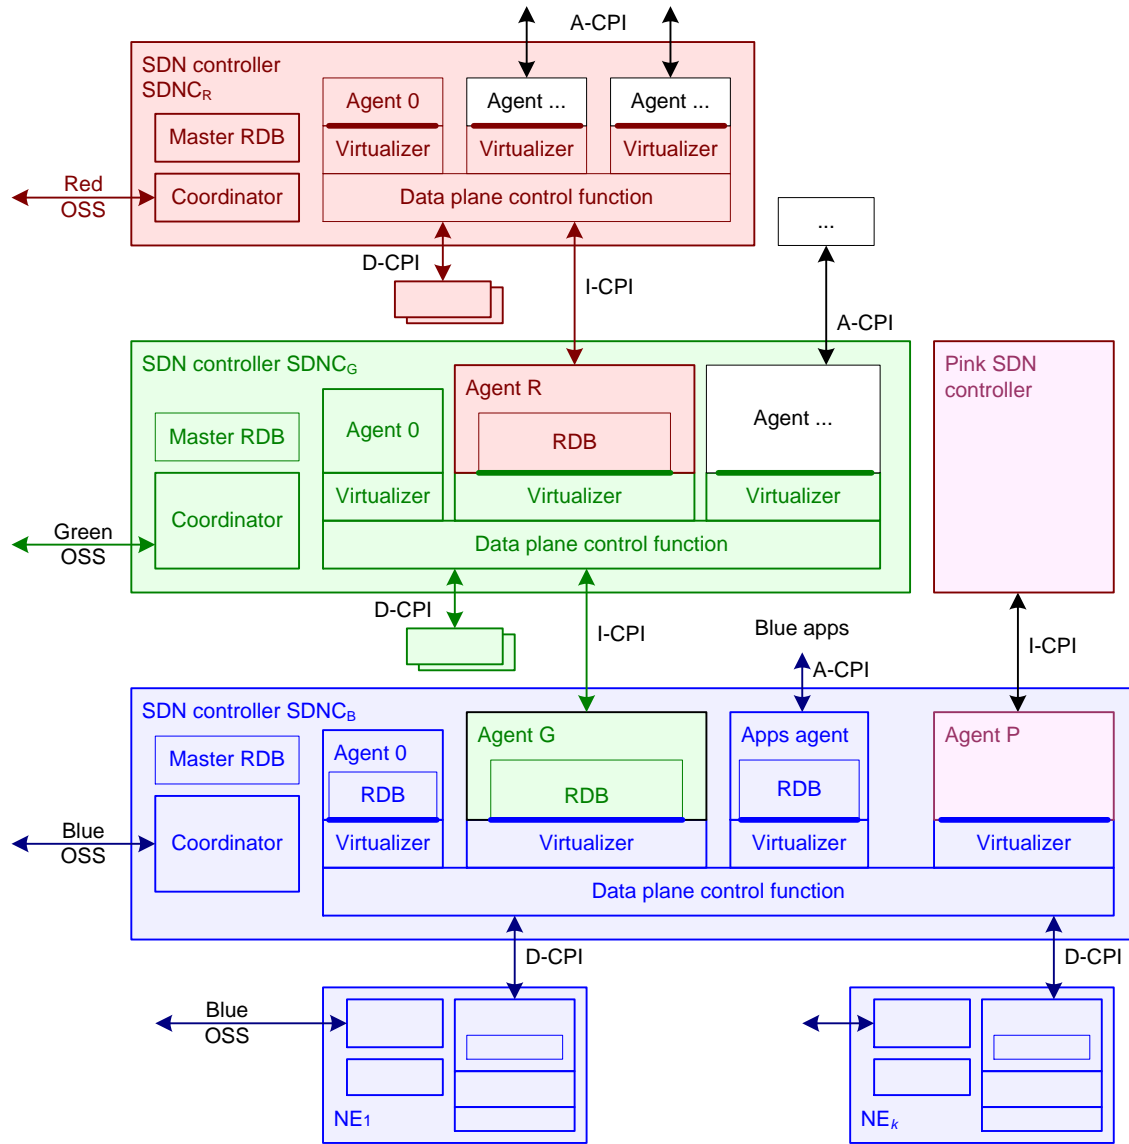 A-CPI
SDN controller
SDNCR
Agent 0
Agent ...
Agent ...
Master RDB
Virtualizer
Virtualizer
Virtualizer
Red
OSS
Coordinator
Data plane control function
...
D-CPI
I-CPI
A-CPI
SDN controller SDNCG
Pink SDN
controller
Agent R
Agent 0
Agent ...
Master RDB
RDB
Virtualizer
Virtualizer
Virtualizer
Coordinator
Green
OSS
Data plane control function
D-CPI
I-CPI
Blue apps
I-CPI
A-CPI
SDN controller SDNCB
Agent G
Apps agent
Agent P
Master RDB
Agent 0
RDB
RDB
RDB
Blue
OSS
Coordinator
Virtualizer
Virtualizer
Virtualizer
Virtualizer
Data plane control function
D-CPI
D-CPI
Blue
OSS
NE1
NEk